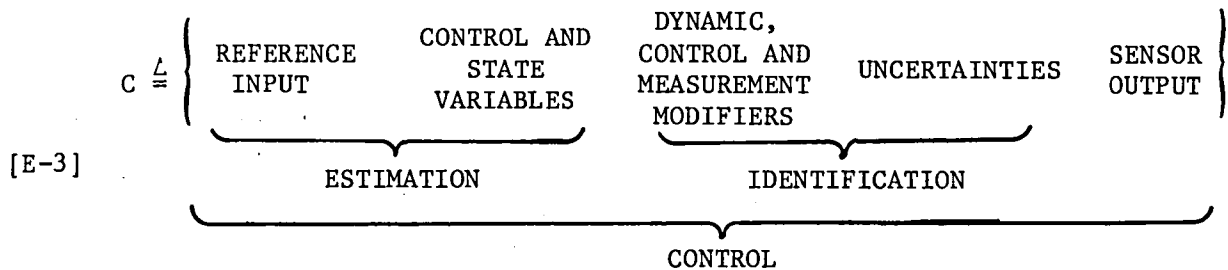 C ≜ { REFERENCE INPUT CONTROL AND STATE VARIABLES DYNAMIC, CONTROL AND MEASUREMENT MODIFIERS UNCERTAINTIES SENSOR OUTPUT }
[E-3]
ESTIMATION IDENTIFICATION
CONTROL